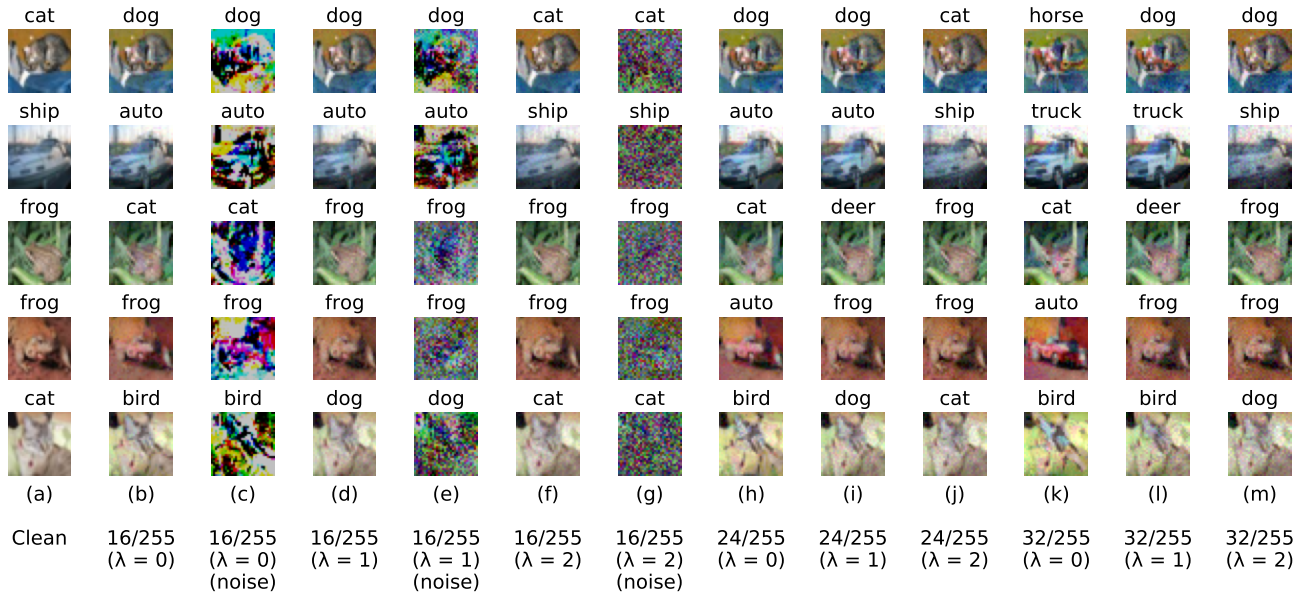 cat dog dog dog dog cat cat dog dog cat horse dog dog
ship auto auto auto auto ship ship auto auto ship truck truck ship
frog cat cat frog frog frog frog cat deer frog cat deer frog
frog frog frog frog frog frog frog auto frog frog auto frog frog
cat bird bird dog dog cat cat bird dog cat bird bird dog
(a) (b) (c) (d) (e) (f) (g) (h) (i) (j) (k) (l) (m)
Clean 16/255 16/255 16/255 16/255 16/255 16/255 24/255 24/255 24/255 32/255 32/255 32/255
(λ = 0) (λ = 0) (λ = 1) (λ = 1) (λ = 2) (λ = 2) (λ = 0) (λ = 1) (λ = 2) (λ = 0) (λ = 1) (λ = 2)
(noise) (noise) (noise)